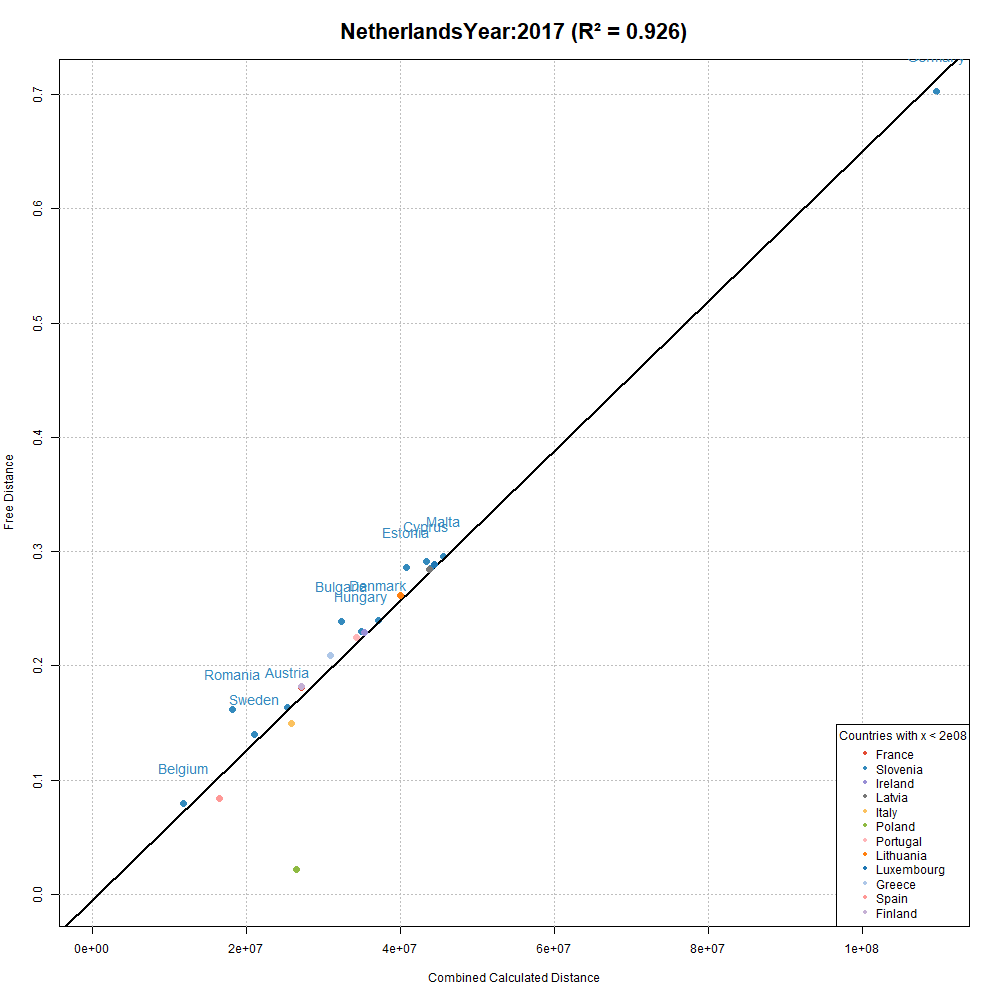 NetherlandsYear:2017 (R² = 0.926)
0.7
0.6
0.5
0.4
0.3
0.2
0.1
0.0
Free Distance
Malta
Cyprus
Estonia
Denmark
Bulgaria
Hungary
Austria
Romania
Sweden
Belgium
Countries with x < 2e08
France
Slovenia
Ireland
Latvia
Italy
Poland
Portugal
Lithuania
Luxembourg
Greece
Spain
Finland
0e+00 2e+07 4e+07 6e+07 8e+07 1e+08
Combined Calculated Distance